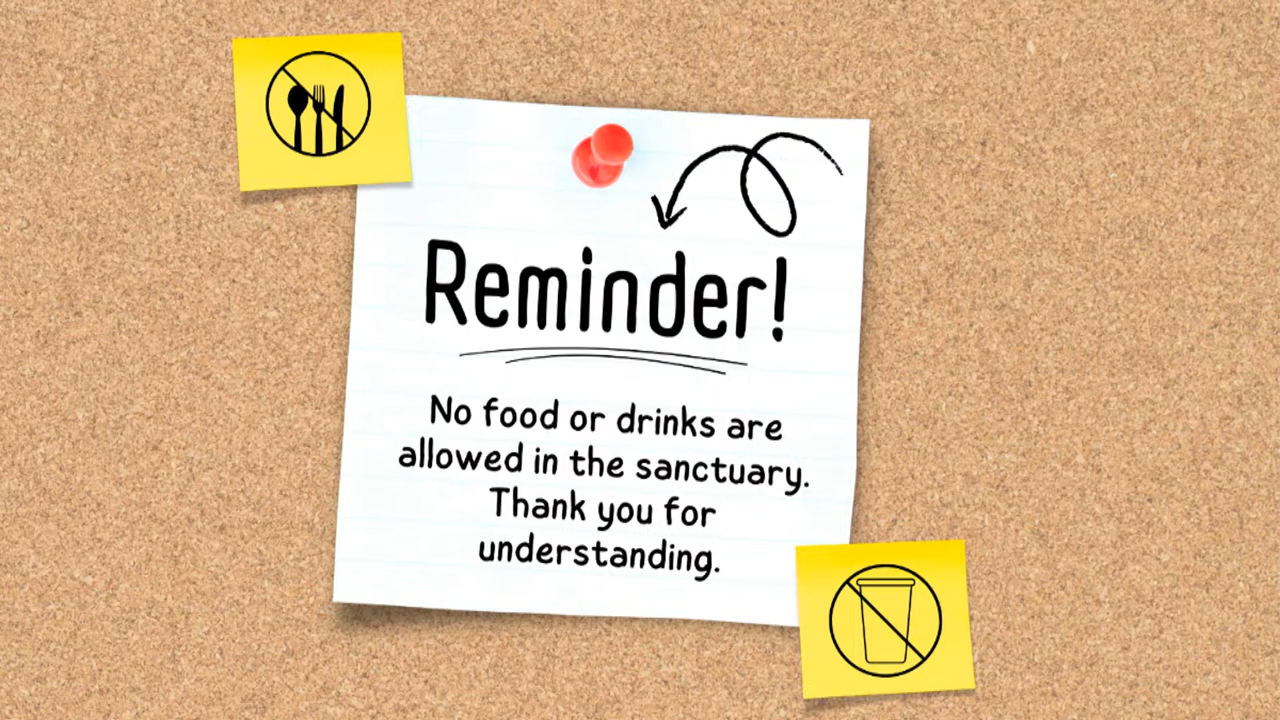 Reminder!
No food or drinks are
allowed in the sanctuary.
Thank you for
understanding.